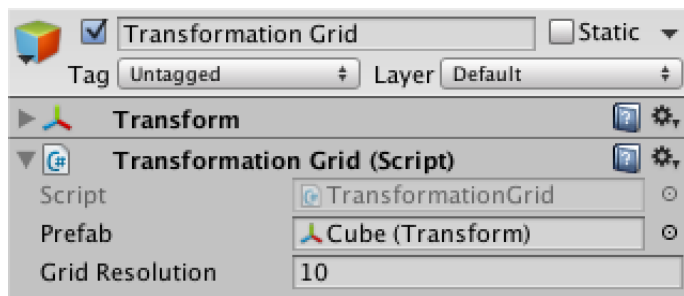 Transformation Grid Static
Tag Untagged Layer Default
Transform
C# Transformation Grid (Script)
Script C# TransformationGrid
Prefab Cube (Transform)
Grid Resolution 10